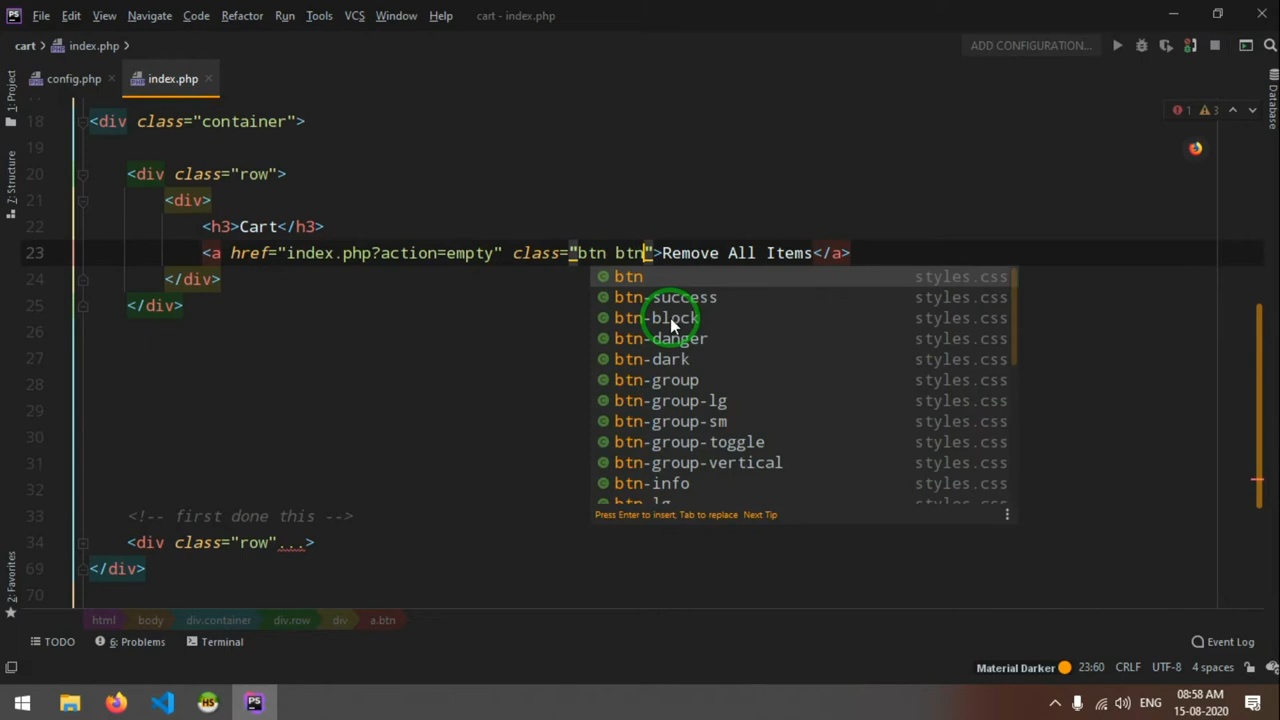 PS File Edit View Navigate Code Refactor Run Tools VCS Window Help cart - index.php
cart index.php ADD CONFIGURATION...
config.php index.php
1: Project
Z: Structure
2: Favorites
Database
1 3
18 <div class="container">
19
20 <div class="row">
21 <div>
22 <h3>Cart</h3>
23 <a href="index.php?action=empty" class="btn btn">Remove All Items</a>
24 </div>
25 </div>
26
27
28
29
30
31
32
33 <!-- first done this -->
34 <div class="row"...>
69 </div>
70
btn styles.css
btn-success styles.css
btn-block styles.css
btn-danger styles.css
btn-dark styles.css
btn-group styles.css
btn-group-lg styles.css
btn-group-sm styles.css
btn-group-toggle styles.css
btn-group-vertical styles.css
btn-info styles.css
btn-lg
Press Enter to insert, Tab to replace Next Tip
html body div.container div.row div a.btn
TODO 6: Problems Terminal Event Log
Material Darker 23:60 CRLF UTF-8 4 spaces
HS PS ENG 08:58 AM
15-08-2020